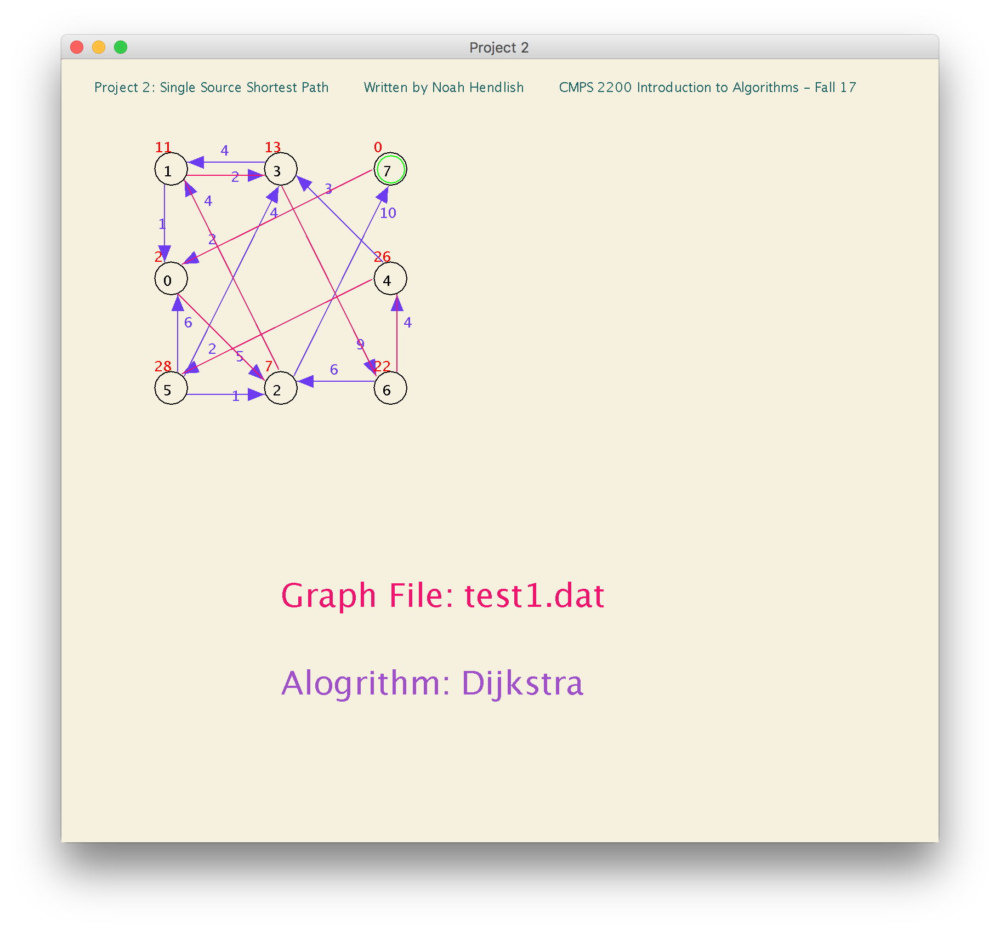 Project 2
Project 2: Single Source Shortest Path Written by Noah Hendlish CMPS 2200 Introduction to Algorithms - Fall 17
11 4 13 0
1 2 3 7
4 3
4 10
1
2
2 26
0 4
6 4
2 5 9
28 7 6 22
5 1 2 6
Graph File: test1.dat
Alogrithm: Dijkstra